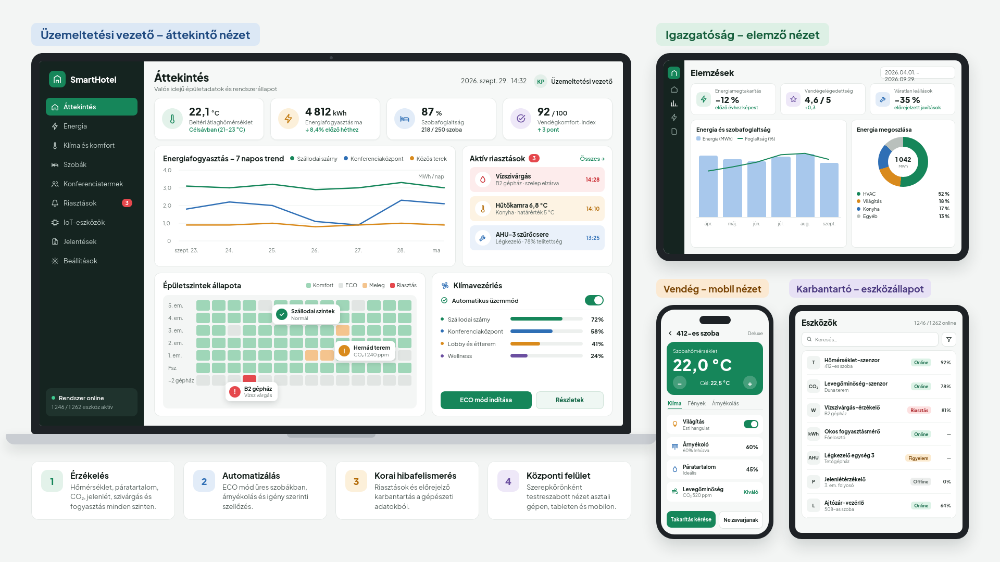 Üzemeltetési vezető – áttekintő nézet
SmartHotel
Áttekintés
Energia
Klíma és komfort
Szobák
Konferenciatermek
Riasztások 3
IoT-eszközök
Jelentések
Beállítások
Rendszer online
1 246 / 1 262 eszköz aktív
Áttekintés
Valós idejű épületadatok és rendszerállapot
2026. szept. 29. 14:32
KP Üzemeltetési vezető
22,1 °C
Beltéri átlaghőmérséklet
Célsávban (21–23 °C)
4 812 kWh
Energiafogyasztás ma
↓ 8,4% előző héthez
87 %
Szobafoglaltság
218 / 250 szoba
92 / 100
Vendégkomfort-index
↑ 3 pont
Energiafogyasztás – 7 napos trend
Szállodai szárny
Konferenciaközpont
Közös terek
MWh / nap
4,0
3,0
2,0
1,0
0
szept. 23.
24.
25.
26.
27.
28.
ma
Aktív riasztások 3
Összes →
Vízszivárgás
B2 gépház · szelep elzárva
14:28
Hűtőkamra 6,8 °C
Konyha · határérték 5 °C
14:10
AHU-3 szűrőcsere
Légkezelő · 78% telítettség
13:25
Épületszintek állapota
Komfort
ECO
Meleg
Riasztás
5. em.
4. em.
3. em.
2. em.
1. em.
Fsz.
−2 gépház
Szállodai szintek
Normál
Hernád terem
CO₂ 1 240 ppm
B2 gépház
Vízszivárgás
Klímavezérlés
Automatikus üzemmód
Szállodai szárny 72%
Konferenciaközpont 58%
Lobby és étterem 41%
Wellness 24%
ECO mód indítása
Részletek
1
Érzékelés
Hőmérséklet, páratartalom,
CO₂, jelenlét, szivárgás és
fogyasztás minden szinten.
2
Automatizálás
ECO mód üres szobákban,
árnyékolás és igény szerinti
szellőzés.
3
Korai hibafelismerés
Riasztások és előrejelző
karbantartás a gépészeti
adatokból.
4
Központi felület
Szerepkörönként
testreszabott nézet asztali
gépen, tableten és mobilon.
Igazgatóság – elemző nézet
Elemzések
2026.04.01. –
2026.09.29.
Energiamegtakarítás
−12 %
előző évhez képest
Vendégelégedettség
4,6 / 5
+0,3
Váratlan leállások
−35 %
előrejelzett javítások
Energia és szobafoglaltság
Energia (MWh)
Foglaltság (%)
ápr.
máj.
jún.
júl.
aug.
szept.
Energia megoszlása
1 042
MWh
HVAC 52 %
Világítás 18 %
Konyha 17 %
Egyéb 13 %
Vendég – mobil nézet
412-es szoba
Deluxe
Szobahőmérséklet
22,0 °C
−
Cél: 22,5 °C
+
Klíma
Fények
Árnyékolás
Világítás
Esti hangulat
Árnyékoló
60% lehúzva
60%
Páratartalom
Ideális
45%
Levegőminőség
CO₂ 520 ppm
Kiváló
Takarítás kérése
Ne zavarjanak
Karbantartó – eszközállapot
Eszközök
1 246 / 1 262 online
Keresés…
T
Hőmérséklet-szenzor
412-es szoba
Online
92%
CO₂
Levegőminőség-szenzor
Duna terem
Online
78%
W
Vízszivárgás-érzékelő
B2 gépház
Riasztás
81%
kWh
Okos fogyasztásmérő
Főelosztó
Online
—
AHU
Légkezelő egység 3
Tetőgépház
Figyelem
—
P
Jelenlétérzékelő
3. em. folyosó
Offline
0%
L
Ajtózár-vezérlő
508-as szoba
Online
64%